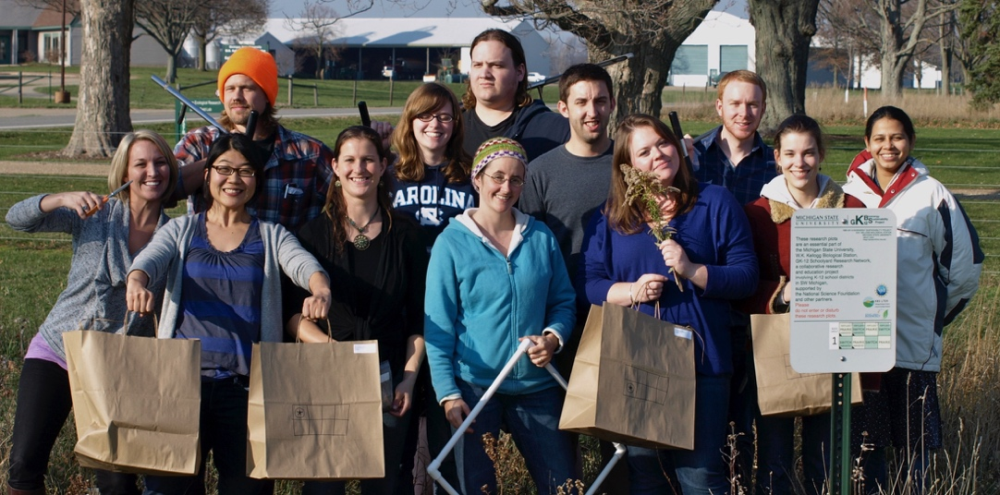 CAROLINA
MICHIGAN STATE
UNIVERSITY
GK
12
These research plots
are an essential part of
the Michigan State University,
W.K. Kellogg Biological Station,
GK-12 Schoolyard Research Network,
a collaborative research
and education project
involving K-12 school districts
in SW Michigan,
supported by
the National Science Foundation
and other partners.
Please
do not enter or disturb
these research plots.
1